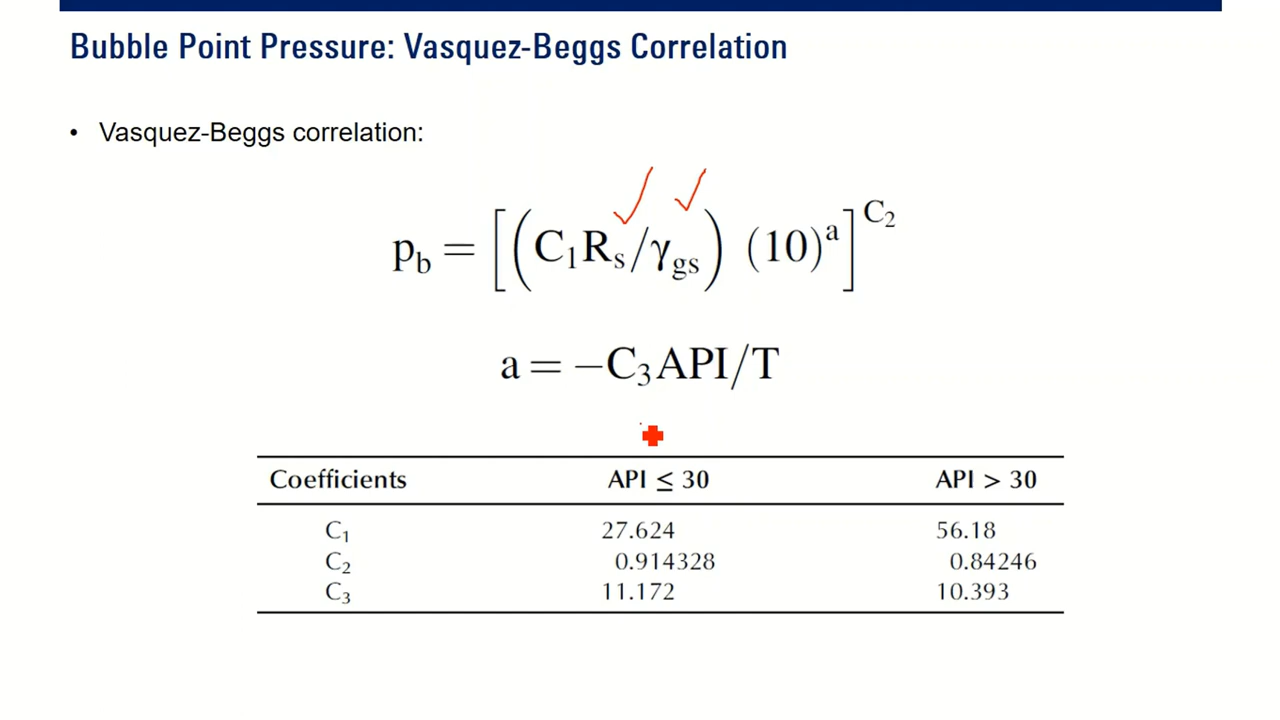 Bubble Point Pressure: Vasquez-Beggs Correlation
• Vasquez-Beggs correlation:
p_b = [(C_1R_s/γ_gs) (10)^a]^C_2
a = −C_3API/T
Coefficients API ≤ 30 API > 30
C_1 27.624 56.18
C_2 0.914328 0.84246
C_3 11.172 10.393